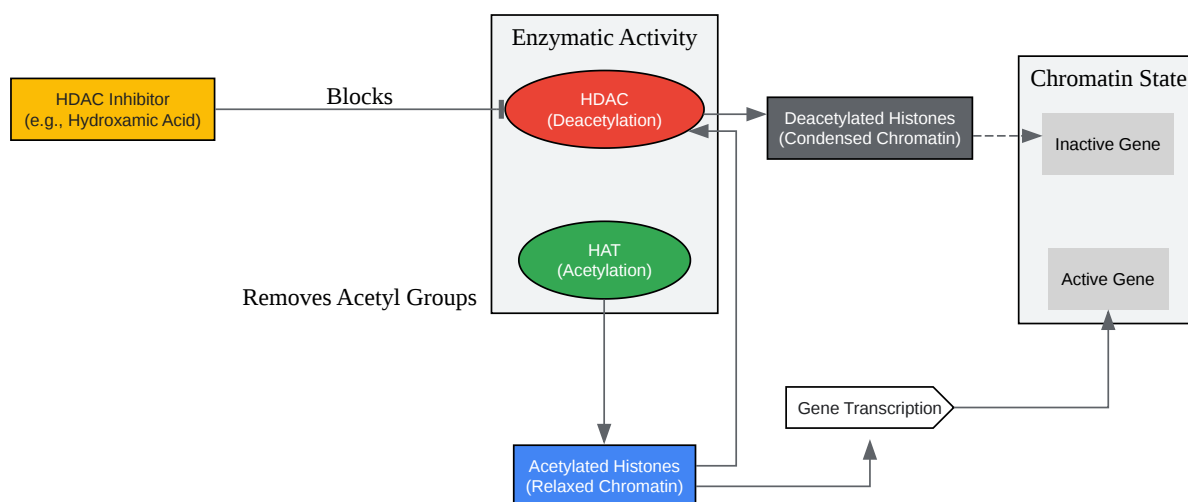 Enzymatic Activity
HDAC Inhibitor
(e.g., Hydroxamic Acid)
Blocks
HDAC
(Deacetylation)
Deacetylated Histones
(Condensed Chromatin)
Chromatin State
Inactive Gene
HAT
(Acetylation)
Active Gene
Removes Acetyl Groups
Gene Transcription
Acetylated Histones
(Relaxed Chromatin)